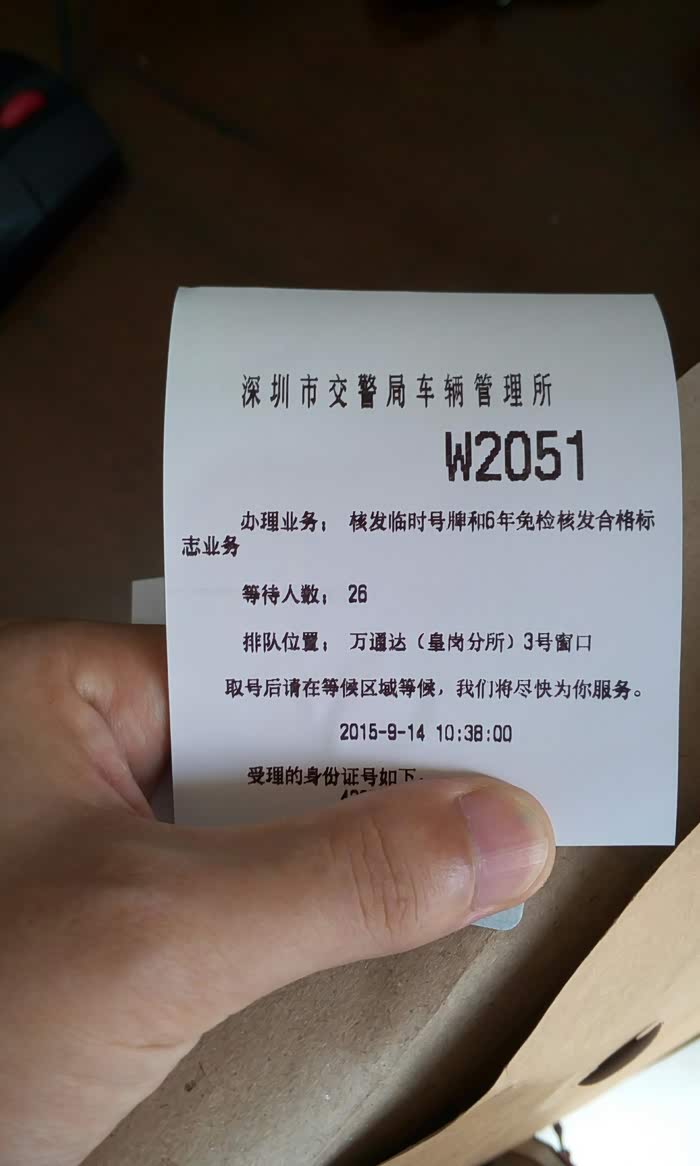 深圳市交警局车辆管理所
W2051
办理业务: 核发临时号牌和6年免检核发合格标
志业务
等待人数: 26
排队位置: 万通达（皇岗分所）3号窗口
取号后请在等候区域等候，我们将尽快为你服务。
2015-9-14 10:38:00
受理的身份证号如下: